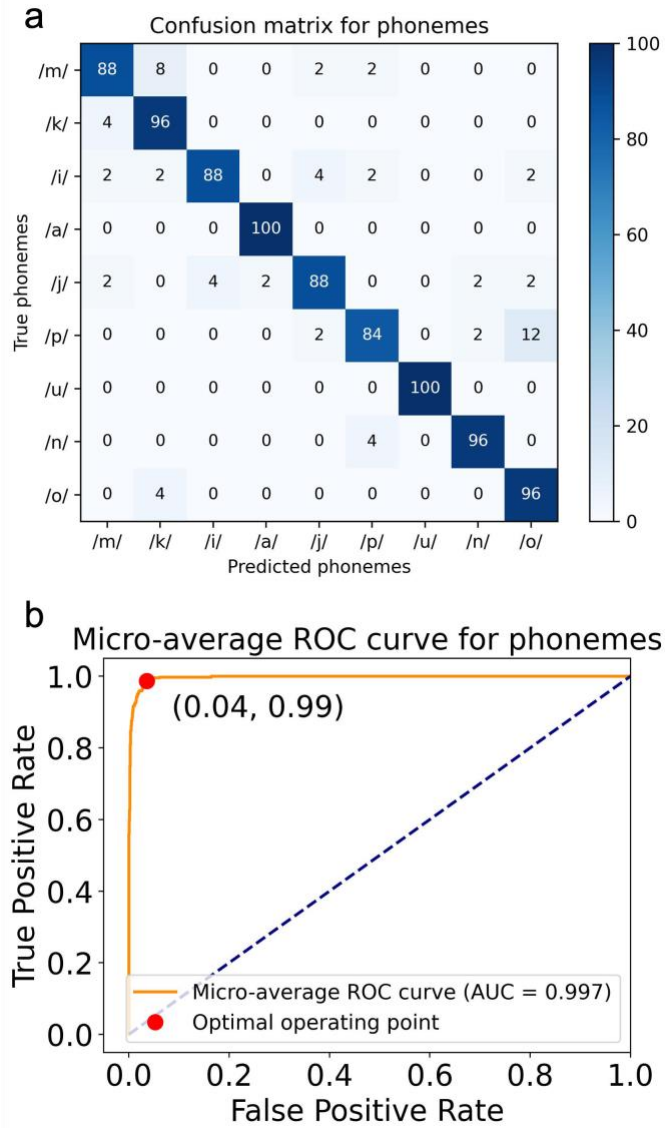 a
Confusion matrix for phonemes
/m/ 88 8 0 0 2 2 0 0 0
/k/ 4 96 0 0 0 0 0 0 0
/i/ 2 2 88 0 4 2 0 0 2
/a/ 0 0 0 100 0 0 0 0 0
/j/ 2 0 4 2 88 0 0 2 2
/p/ 0 0 0 0 2 84 0 2 12
/u/ 0 0 0 0 0 0 100 0 0
/n/ 0 0 0 0 0 4 0 96 0
/o/ 0 4 0 0 0 0 0 0 96
/m/ /k/ /i/ /a/ /j/ /p/ /u/ /n/ /o/
Predicted phonemes
True phonemes
100
80
60
40
20
0
b
Micro-average ROC curve for phonemes
1.0
0.8
0.6
0.4
0.2
0.0
True Positive Rate
(0.04, 0.99)
Micro-average ROC curve (AUC = 0.997)
Optimal operating point
0.0 0.2 0.4 0.6 0.8 1.0
False Positive Rate